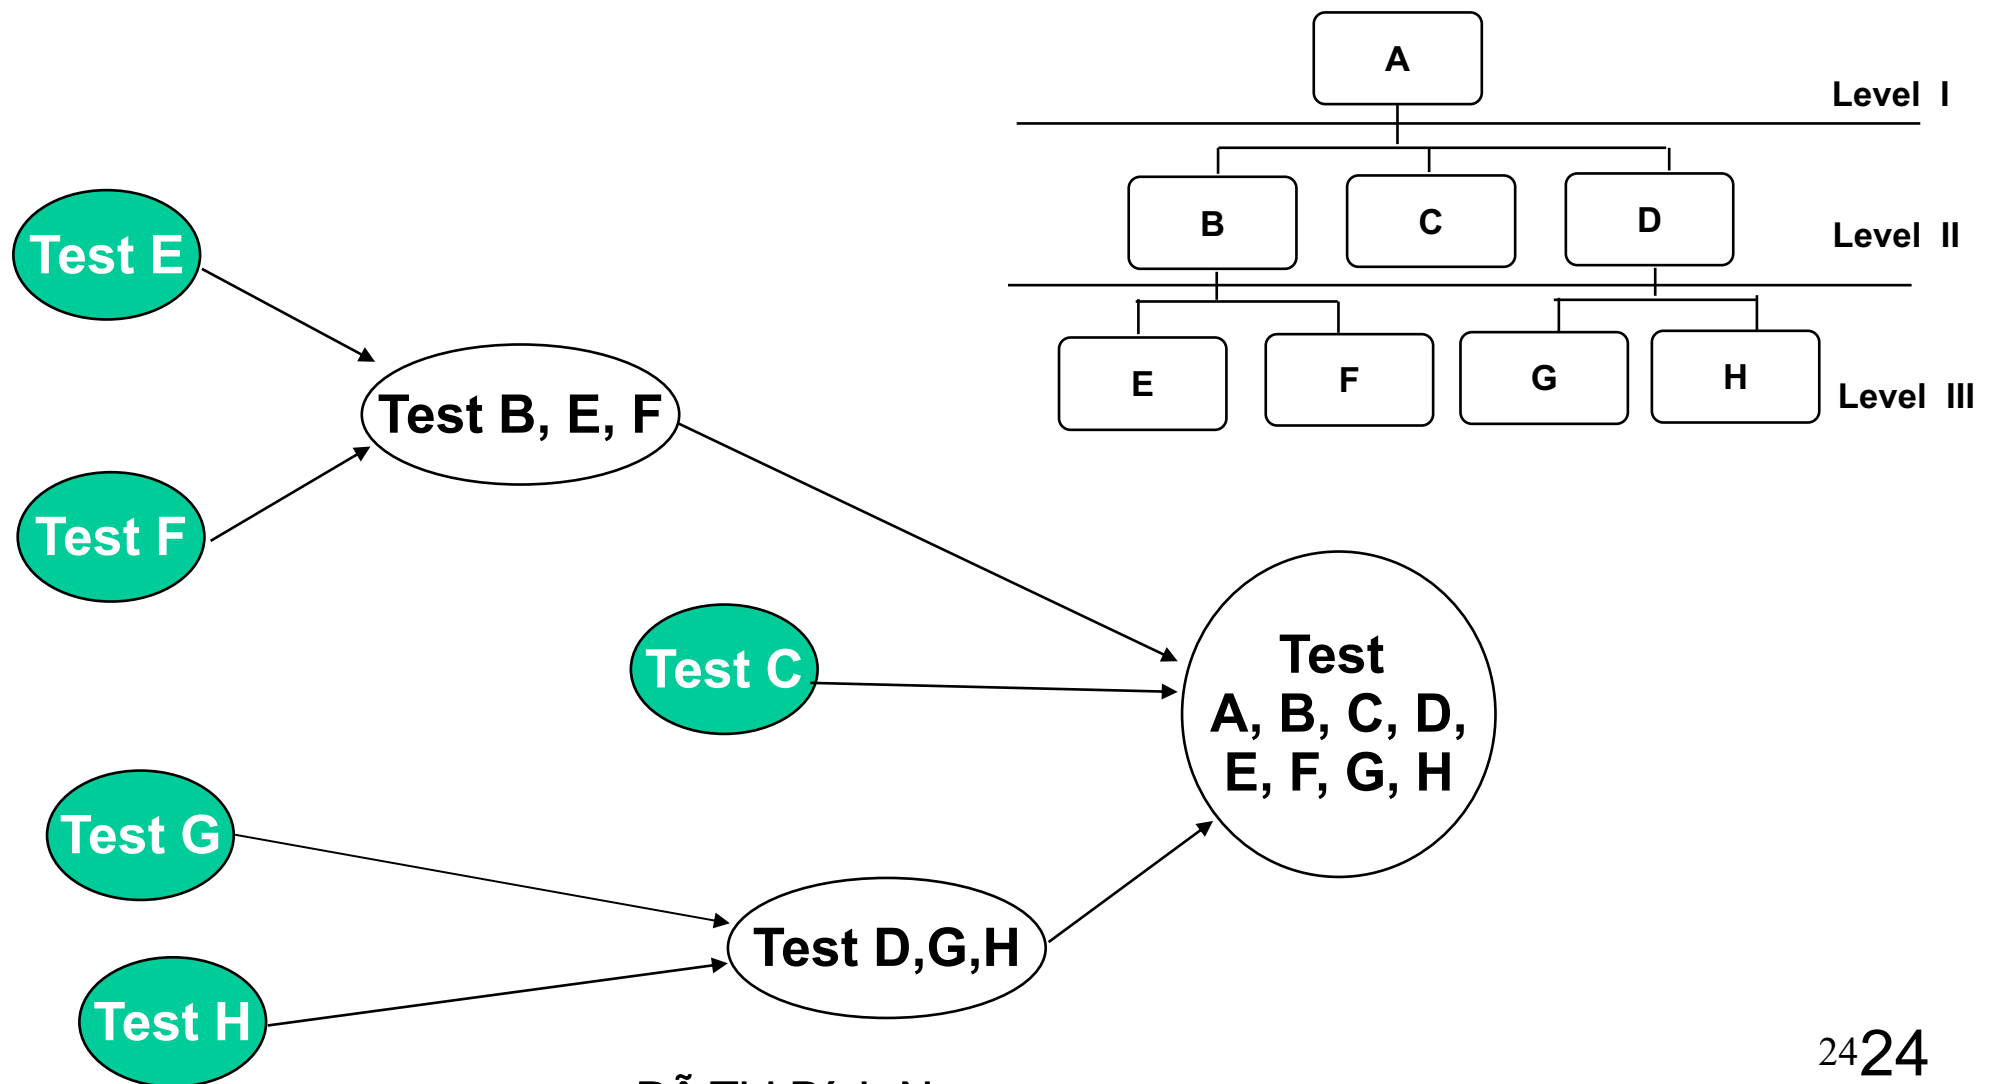 A
Level I
B
C
D
Level II
E
F
G
H
Level III
Test E
Test B, E, F
Test F
Test C
Test
A, B, C, D,
E, F, G, H
Test G
Test D,G,H
Test H
2424